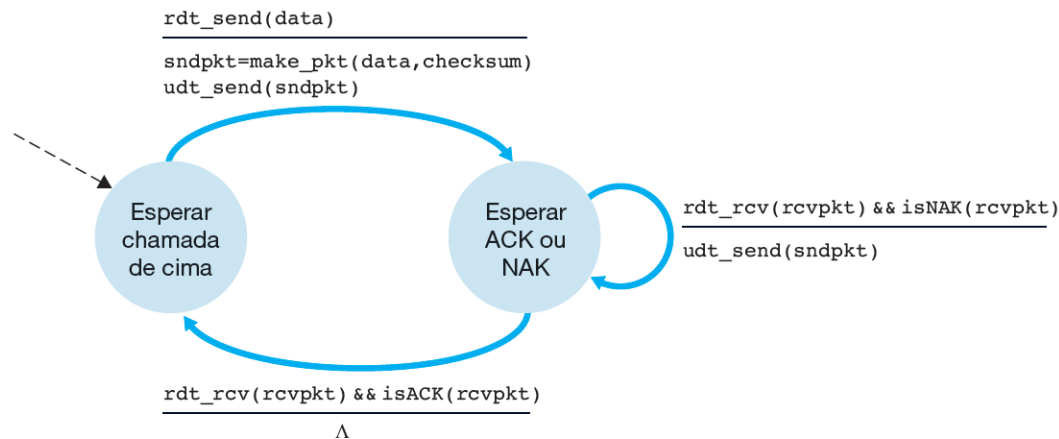 rdt_send(data)
sndpkt=make_pkt(data,checksum)
udt_send(sndpkt)
Esperar
chamada
de cima
Esperar
ACK ou
NAK
rdt_rcv(rcvpkt) && isNAK(rcvpkt)
udt_send(sndpkt)
rdt_rcv(rcvpkt) && isACK(rcvpkt)
Λ